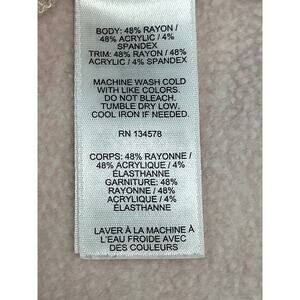 BODY: 48% RAYON /
48% ACRYLIC / 4%
SPANDEX
TRIM: 48% RAYON / 48%
ACRYLIC / 4% SPANDEX
MACHINE WASH COLD
WITH LIKE COLORS.
DO NOT BLEACH.
TUMBLE DRY LOW.
COOL IRON IF NEEDED.
RN 134578
CORPS: 48% RAYONNE /
48% ACRYLIQUE / 4%
ÉLASTHANNE
GARNITURE: 48%
RAYONNE / 48%
ACRYLIQUE / 4%
ÉLASTHANNE
LAVER À LA MACHINE À
L'EAU FROIDE AVEC
DES COULEURS